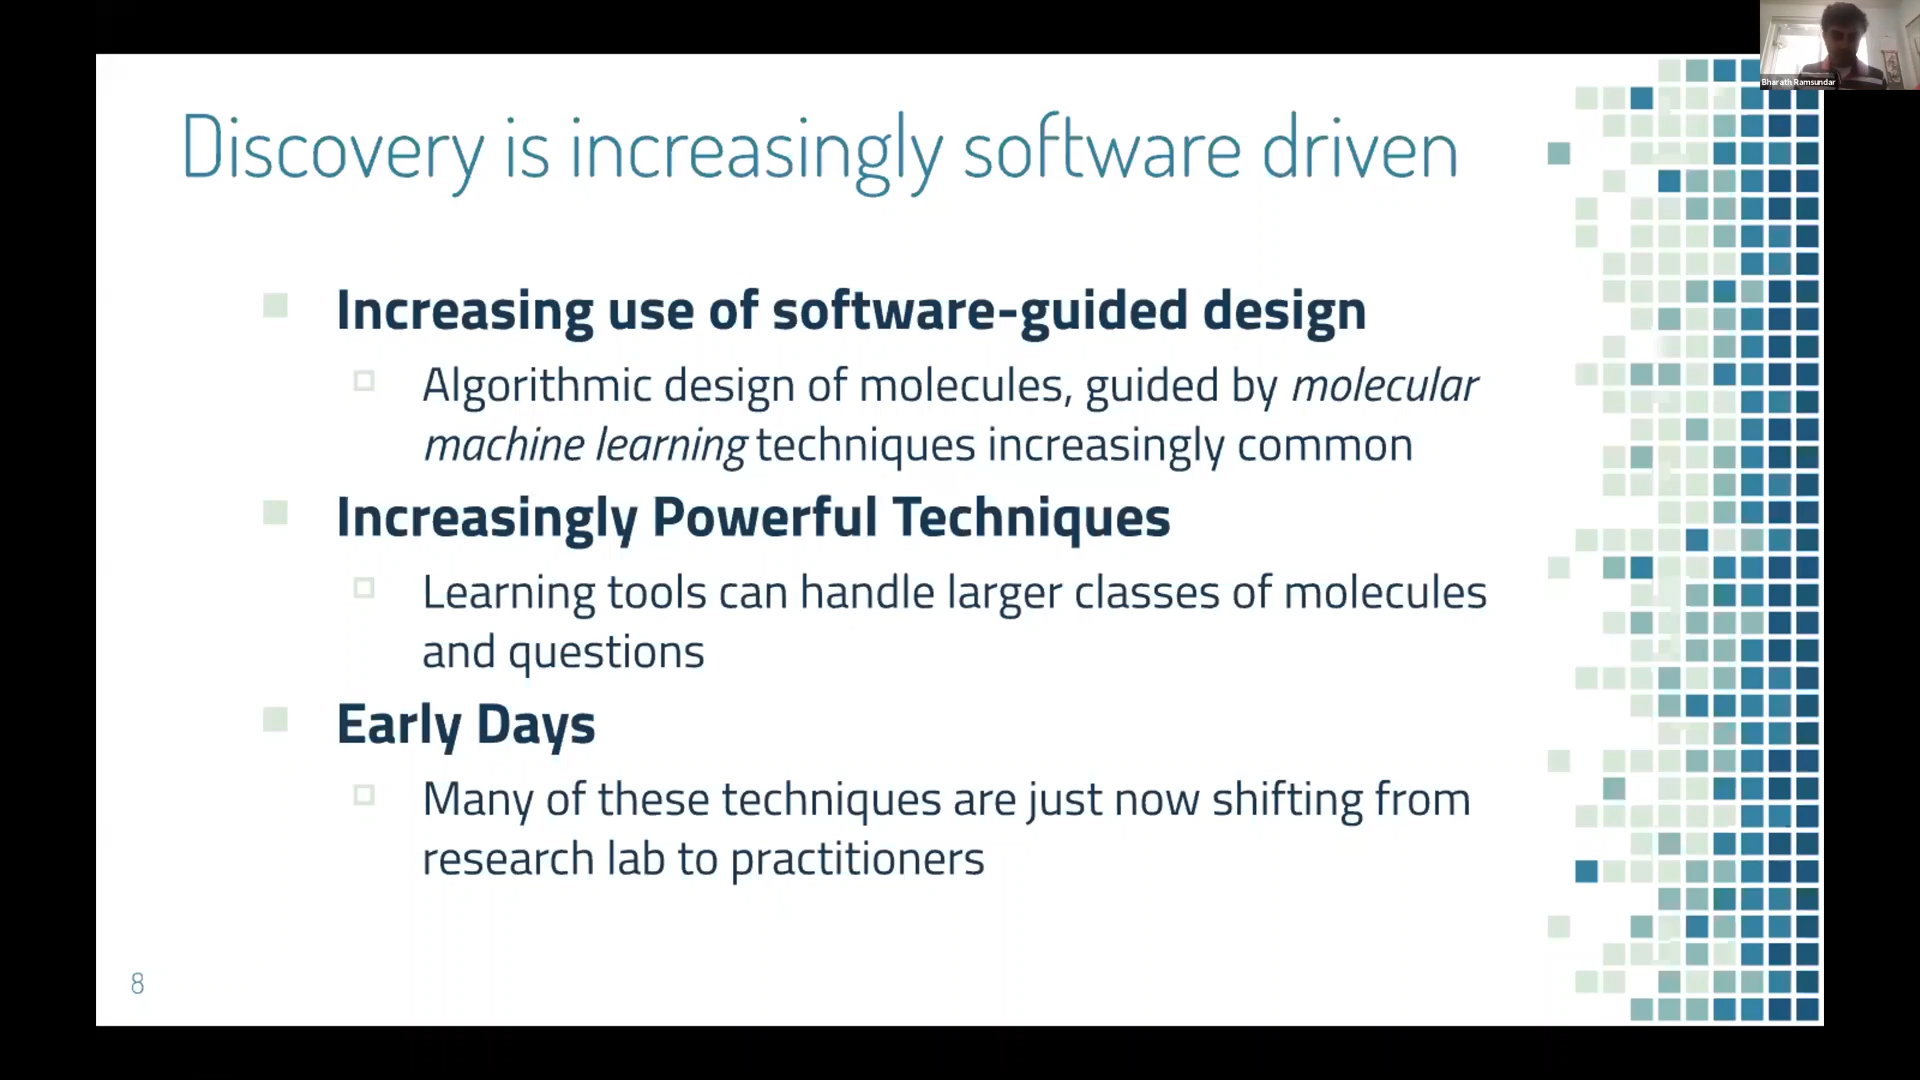 Bharath Ramsundar
Discovery is increasingly software driven
Increasing use of software-guided design
Algorithmic design of molecules, guided by molecular
machine learning techniques increasingly common
Increasingly Powerful Techniques
Learning tools can handle larger classes of molecules
and questions
Early Days
Many of these techniques are just now shifting from
research lab to practitioners
8